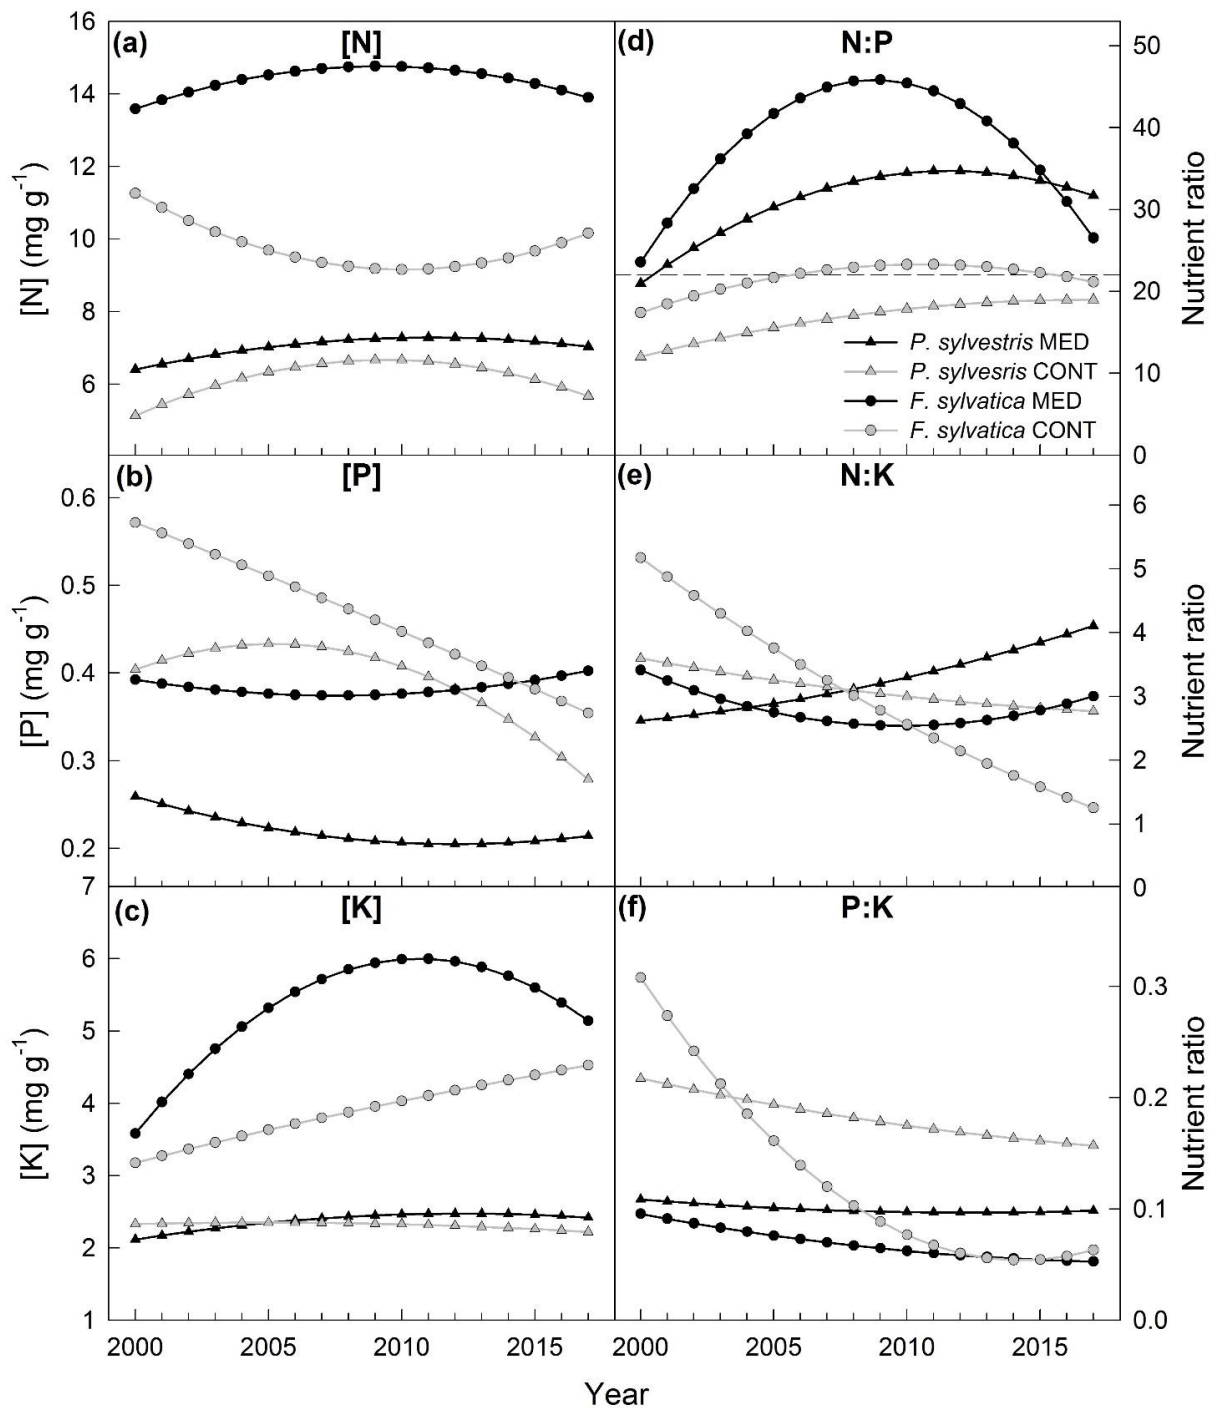 (a) [N]
16
14
12
10
8
6
[N] (mg g⁻¹)
(d) N:P
50
40
30
20
10
0
Nutrient ratio
P. sylvestris MED
P. sylvesris CONT
F. sylvatica MED
F. sylvatica CONT
(b) [P]
0.6
0.5
0.4
0.3
0.2
[P] (mg g⁻¹)
(e) N:K
6
5
4
3
2
1
0
Nutrient ratio
(c) [K]
7
6
5
4
3
2
1
[K] (mg g⁻¹)
(f) P:K
0.3
0.2
0.1
0.0
Nutrient ratio
2000 2005 2010 2015
2000 2005 2010 2015
Year